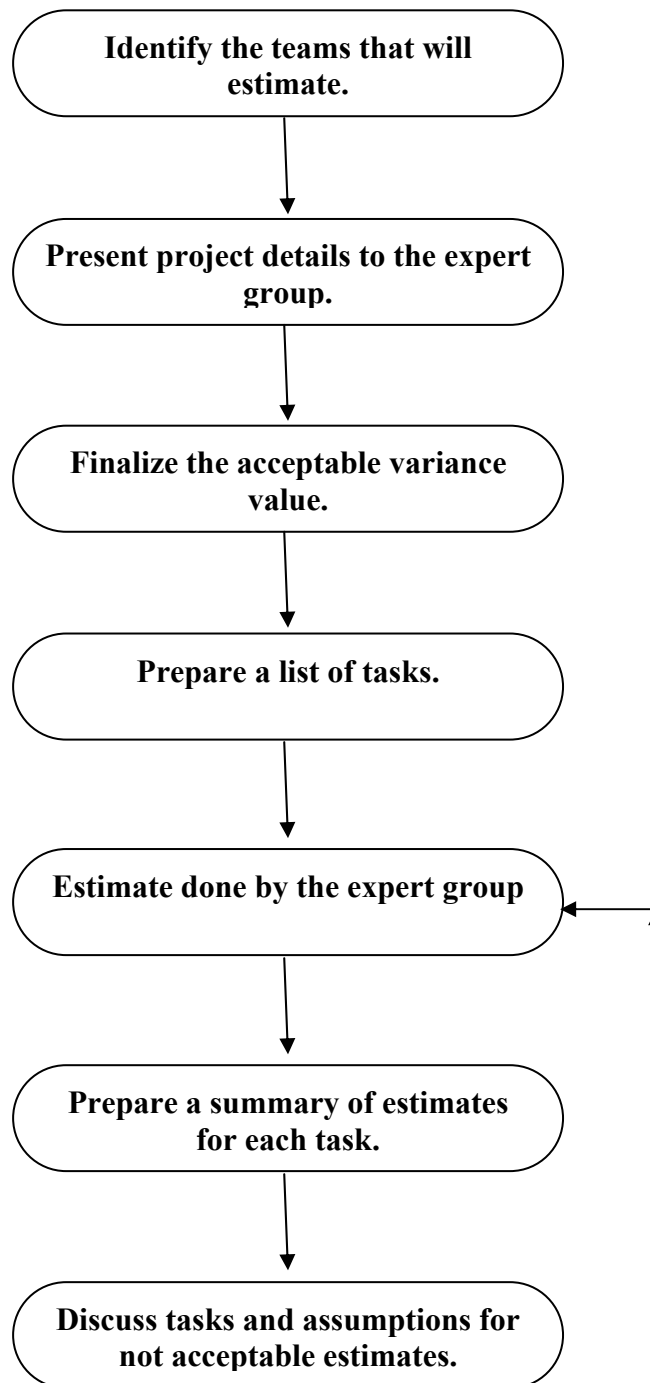 Identify the teams that will
estimate.
Present project details to the expert
group.
Finalize the acceptable variance
value.
Prepare a list of tasks.
Estimate done by the expert group
Prepare a summary of estimates
for each task.
Discuss tasks and assumptions for
not acceptable estimates.